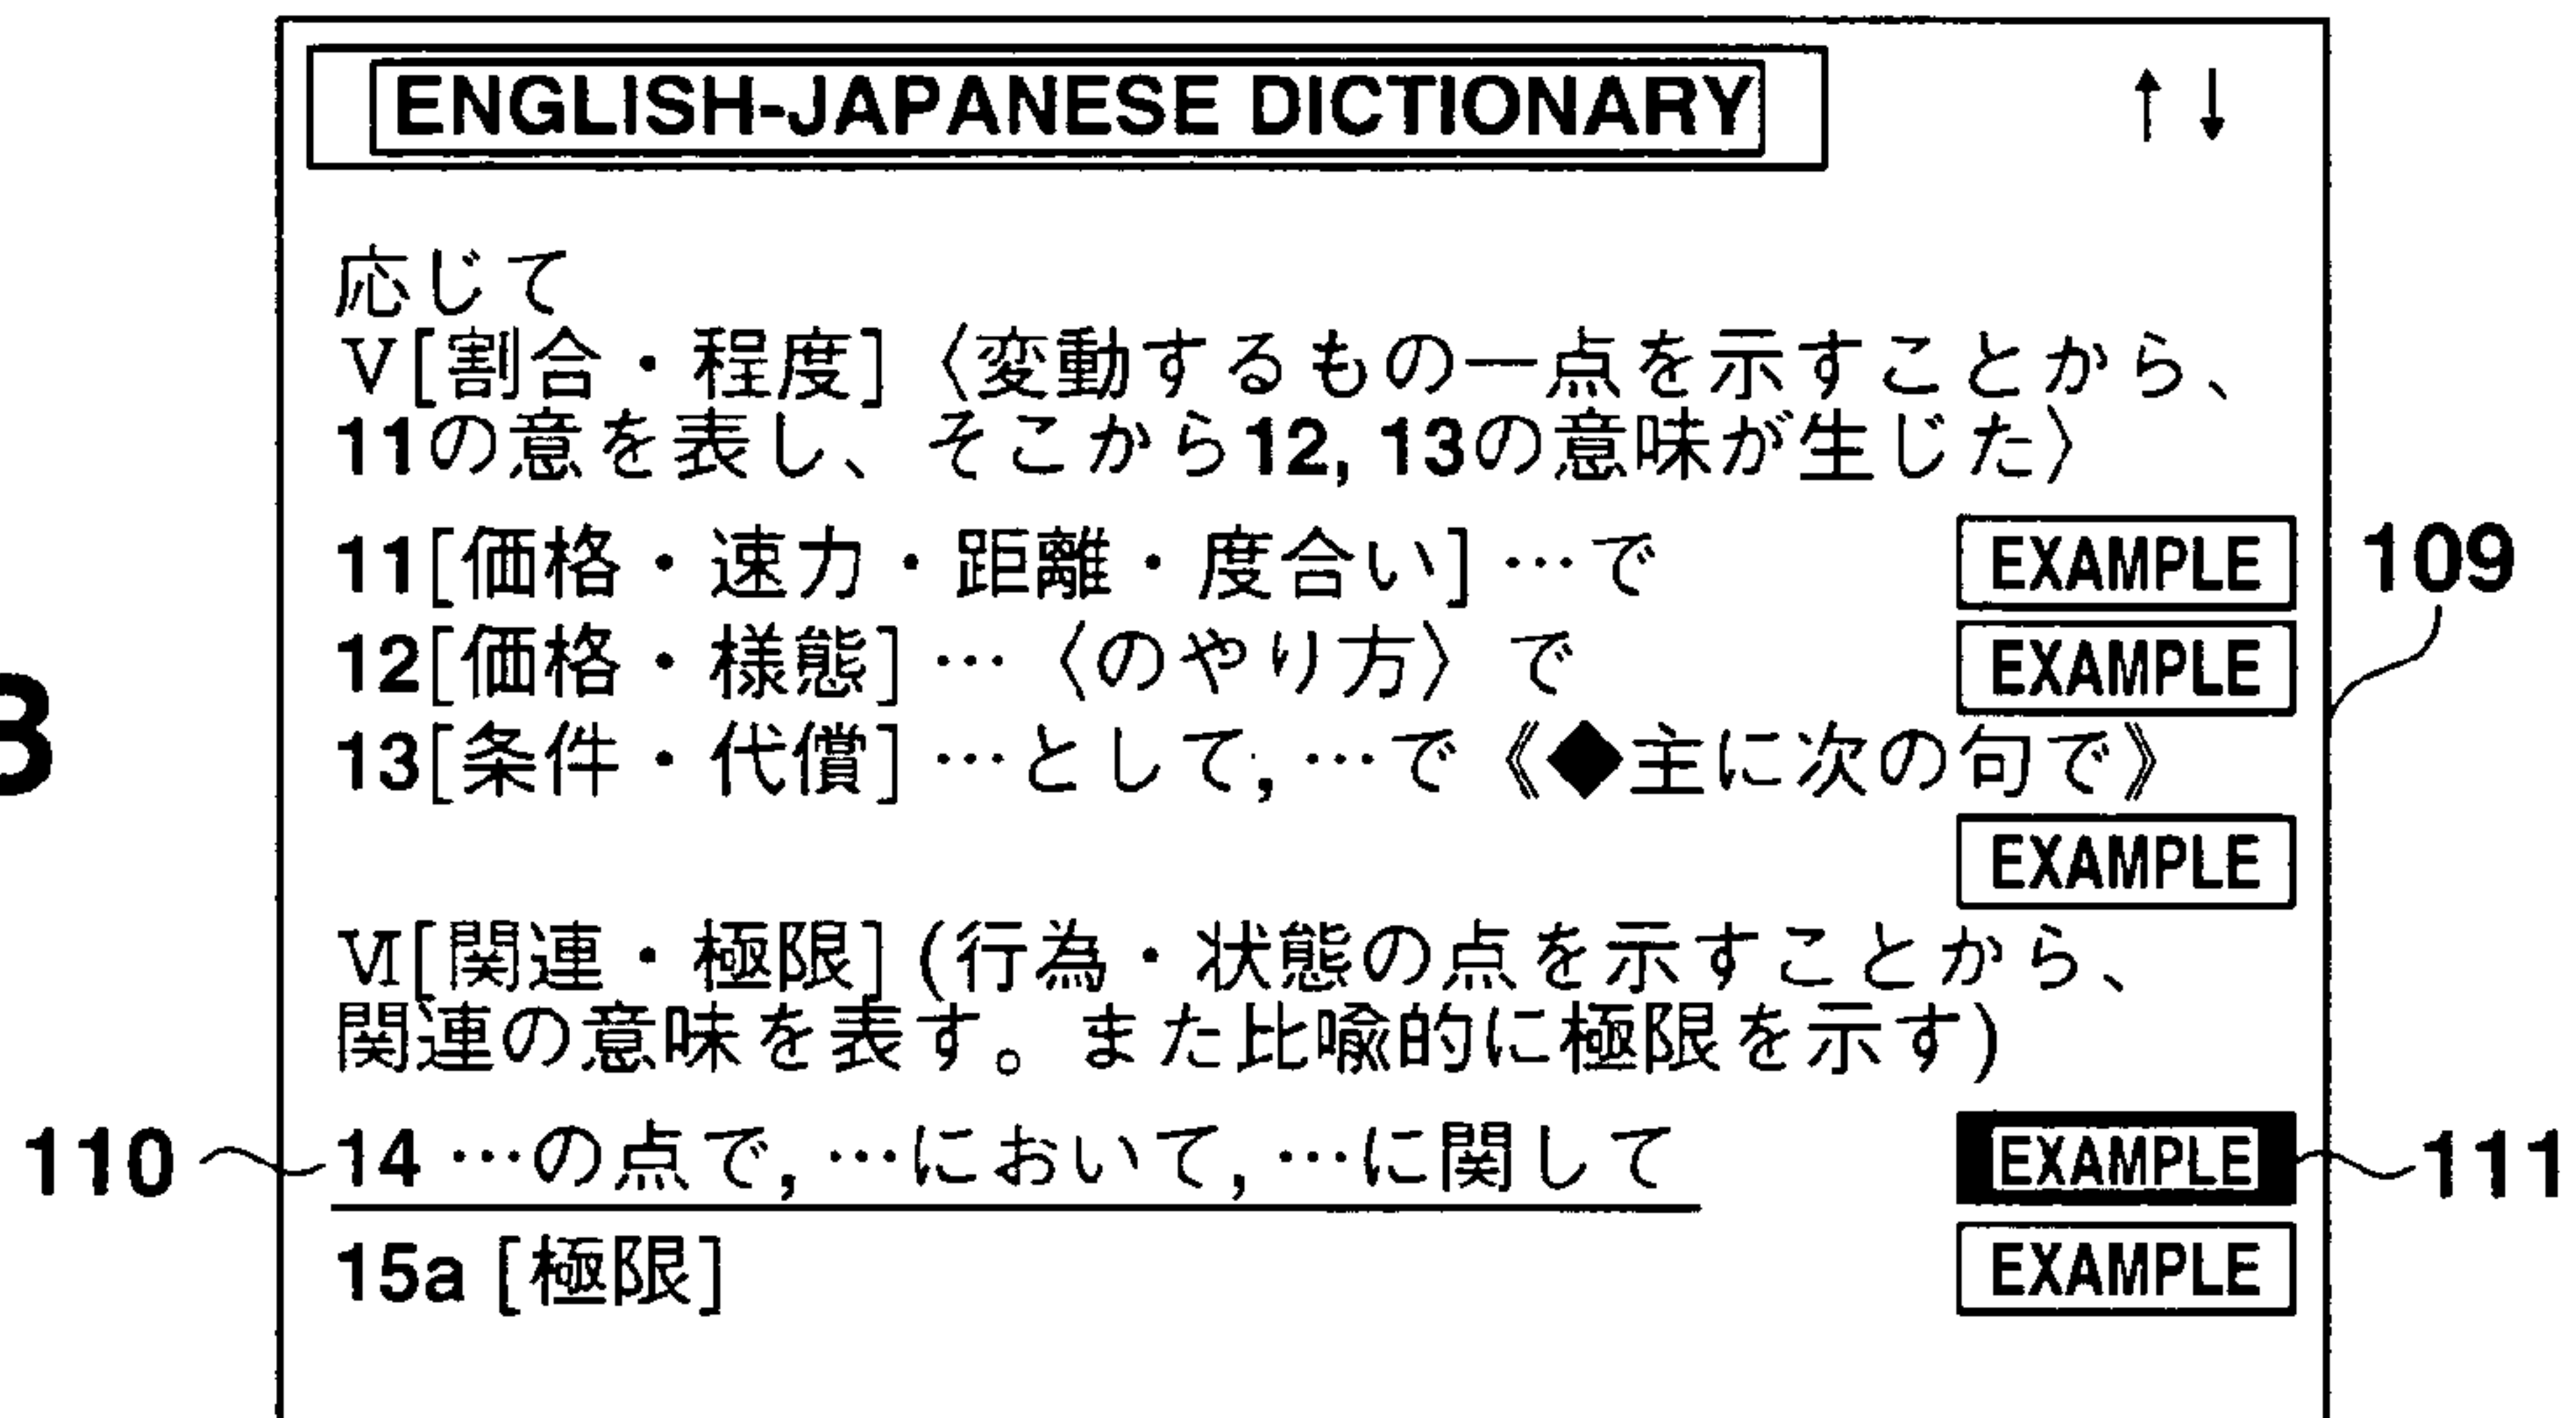 ENGLISH-JAPANESE DICTIONARY ↑↓
応じて
Ⅴ[割合・程度]〈変動するもの一点を示すことから、
11の意を表し、そこから12, 13の意味が生じた〉
11[価格・速力・距離・度合い]…で EXAMPLE 109
12[価格・様態]…〈のやり方〉で EXAMPLE
13[条件・代償]…として, …で《◆主に次の句で》
EXAMPLE
Ⅵ[関連・極限](行為・状態の点を示すことから、
関連の意味を表す。また比喩的に極限を示す)
110 14 …の点で, …において, …に関して EXAMPLE 111
15a [極限] EXAMPLE